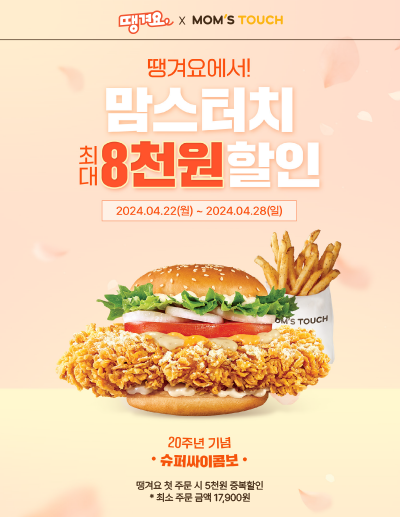 땡겨요 x MOM'S TOUCH
땡겨요에서!
맘스터치
최대 8천원 할인
2024.04.22(월) ~ 2024.04.28(일)
MOM'S TOUCH
20주년 기념
• 슈퍼싸이콤보 •
땡겨요 첫 주문 시 5천원 중복할인
* 최소 주문 금액 17,900원